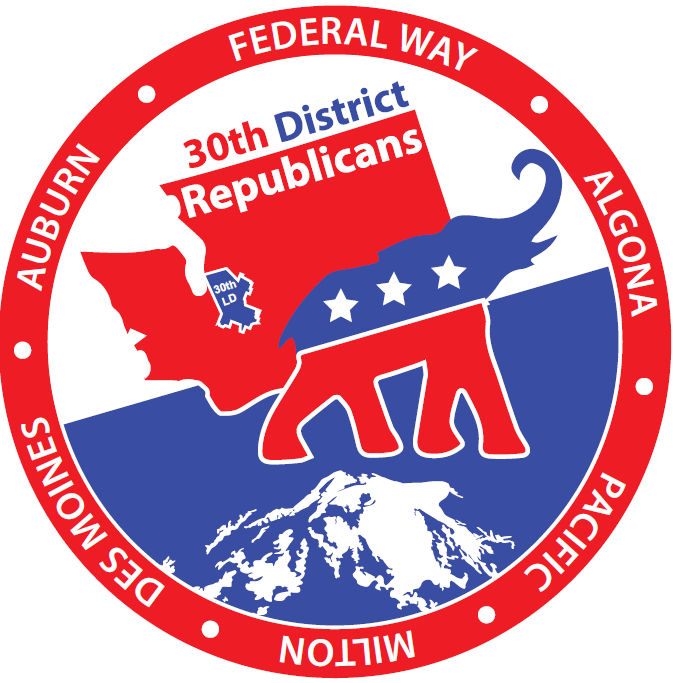 FEDERAL WAY
ALGONA
PACIFIC
MILTON
DES MOINES
AUBURN
30th District
Republicans
30th
LD